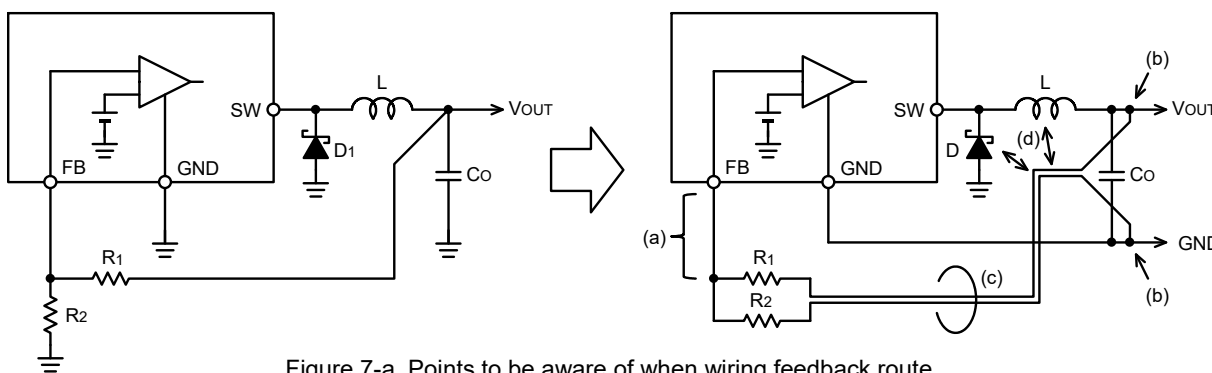 SW
L
VOUT
D1
FB
GND
CO
R1
R2
(b)
SW
L
VOUT
(d)
D
FB
GND
CO
(a)
GND
R1
(c)
R2
(b)
Figure 7-a Points to be aware of when wiring feedback route